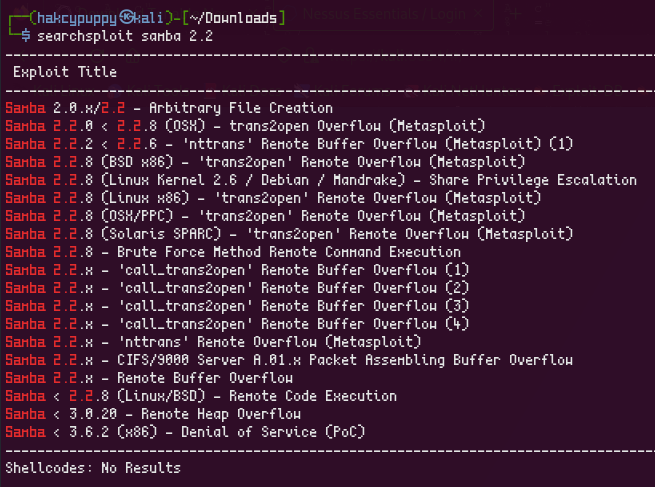 (hakcypuppy㉿kali)-[~/Downloads]
$ searchsploit samba 2.2
Exploit Title
Samba 2.0.x/2.2 - Arbitrary File Creation
Samba 2.2.0 < 2.2.8 (OSX) - trans2open Overflow (Metasploit)
Samba 2.2.2 < 2.2.6 - 'nttrans' Remote Buffer Overflow (Metasploit) (1)
Samba 2.2.8 (BSD x86) - 'trans2open' Remote Overflow (Metasploit)
Samba 2.2.8 (Linux Kernel 2.6 / Debian / Mandrake) - Share Privilege Escalation
Samba 2.2.8 (Linux x86) - 'trans2open' Remote Overflow (Metasploit)
Samba 2.2.8 (OSX/PPC) - 'trans2open' Remote Overflow (Metasploit)
Samba 2.2.8 (Solaris SPARC) - 'trans2open' Remote Overflow (Metasploit)
Samba 2.2.8 - Brute Force Method Remote Command Execution
Samba 2.2.x - 'call_trans2open' Remote Buffer Overflow (1)
Samba 2.2.x - 'call_trans2open' Remote Buffer Overflow (2)
Samba 2.2.x - 'call_trans2open' Remote Buffer Overflow (3)
Samba 2.2.x - 'call_trans2open' Remote Buffer Overflow (4)
Samba 2.2.x - 'nttrans' Remote Overflow (Metasploit)
Samba 2.2.x - CIFS/9000 Server A.01.x Packet Assembling Buffer Overflow
Samba 2.2.x - Remote Buffer Overflow
Samba < 2.2.8 (Linux/BSD) - Remote Code Execution
Samba < 3.0.20 - Remote Heap Overflow
Samba < 3.6.2 (x86) - Denial of Service (PoC)
Shellcodes: No Results